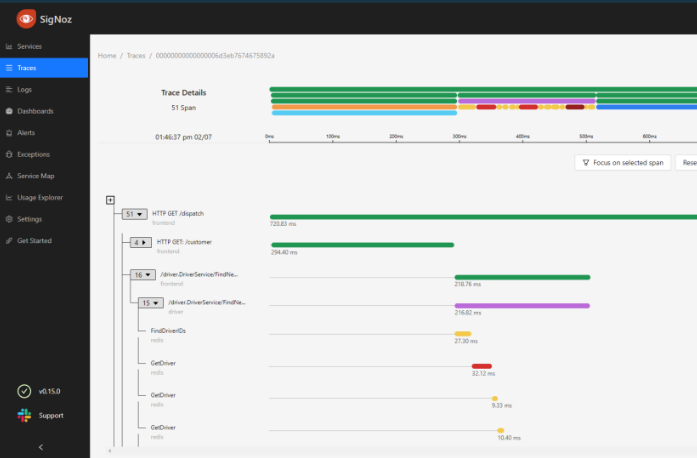 SigNoz
Services
Traces
Logs
Dashboards
Alerts
Exceptions
Service Map
Usage Explorer
Settings
Get Started
v0.15.0
Support
Home / Traces / 00000000000000006d3eb7674675892a
Trace Details
51 Span
01:46:37 pm 02/07
0ms 100ms 200ms 300ms 400ms 500ms 600ms
Focus on selected span
Rese
51 HTTP GET /dispatch
frontend
720.83 ms
4 HTTP GET: /customer
frontend
294.40 ms
16 /driver.DriverService/FindNe...
frontend
218.76 ms
15 /driver.DriverService/FindNe...
driver
216.82 ms
FindDriverIDs
redis
27.30 ms
GetDriver
redis
32.12 ms
GetDriver
redis
9.33 ms
GetDriver
redis
10.40 ms